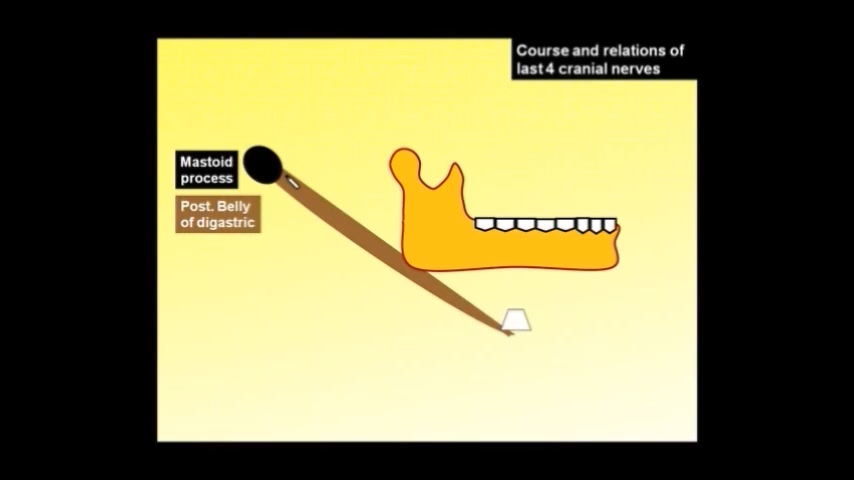 Course and relations of
last 4 cranial nerves
Mastoid
process
Post. Belly
of digastric